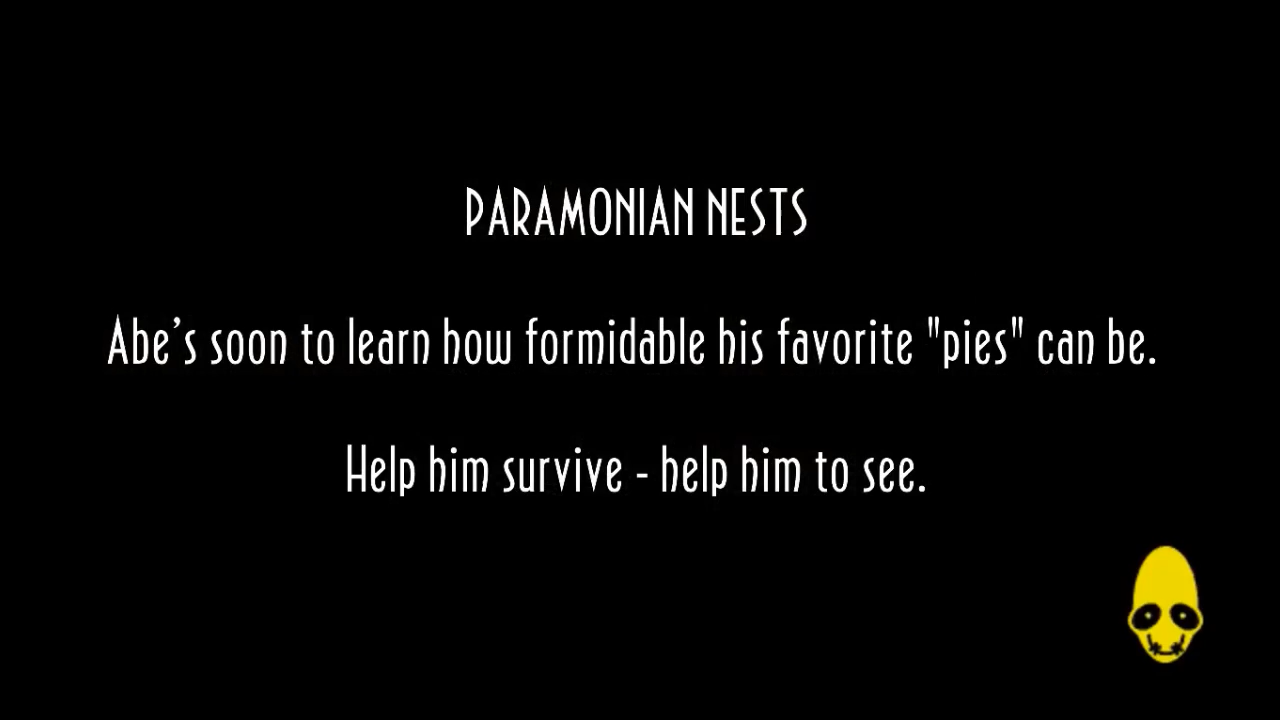 PARAMONIAN NESTS
Abe’s soon to learn how formidable his favorite "pies" can be.
Help him survive - help him to see.